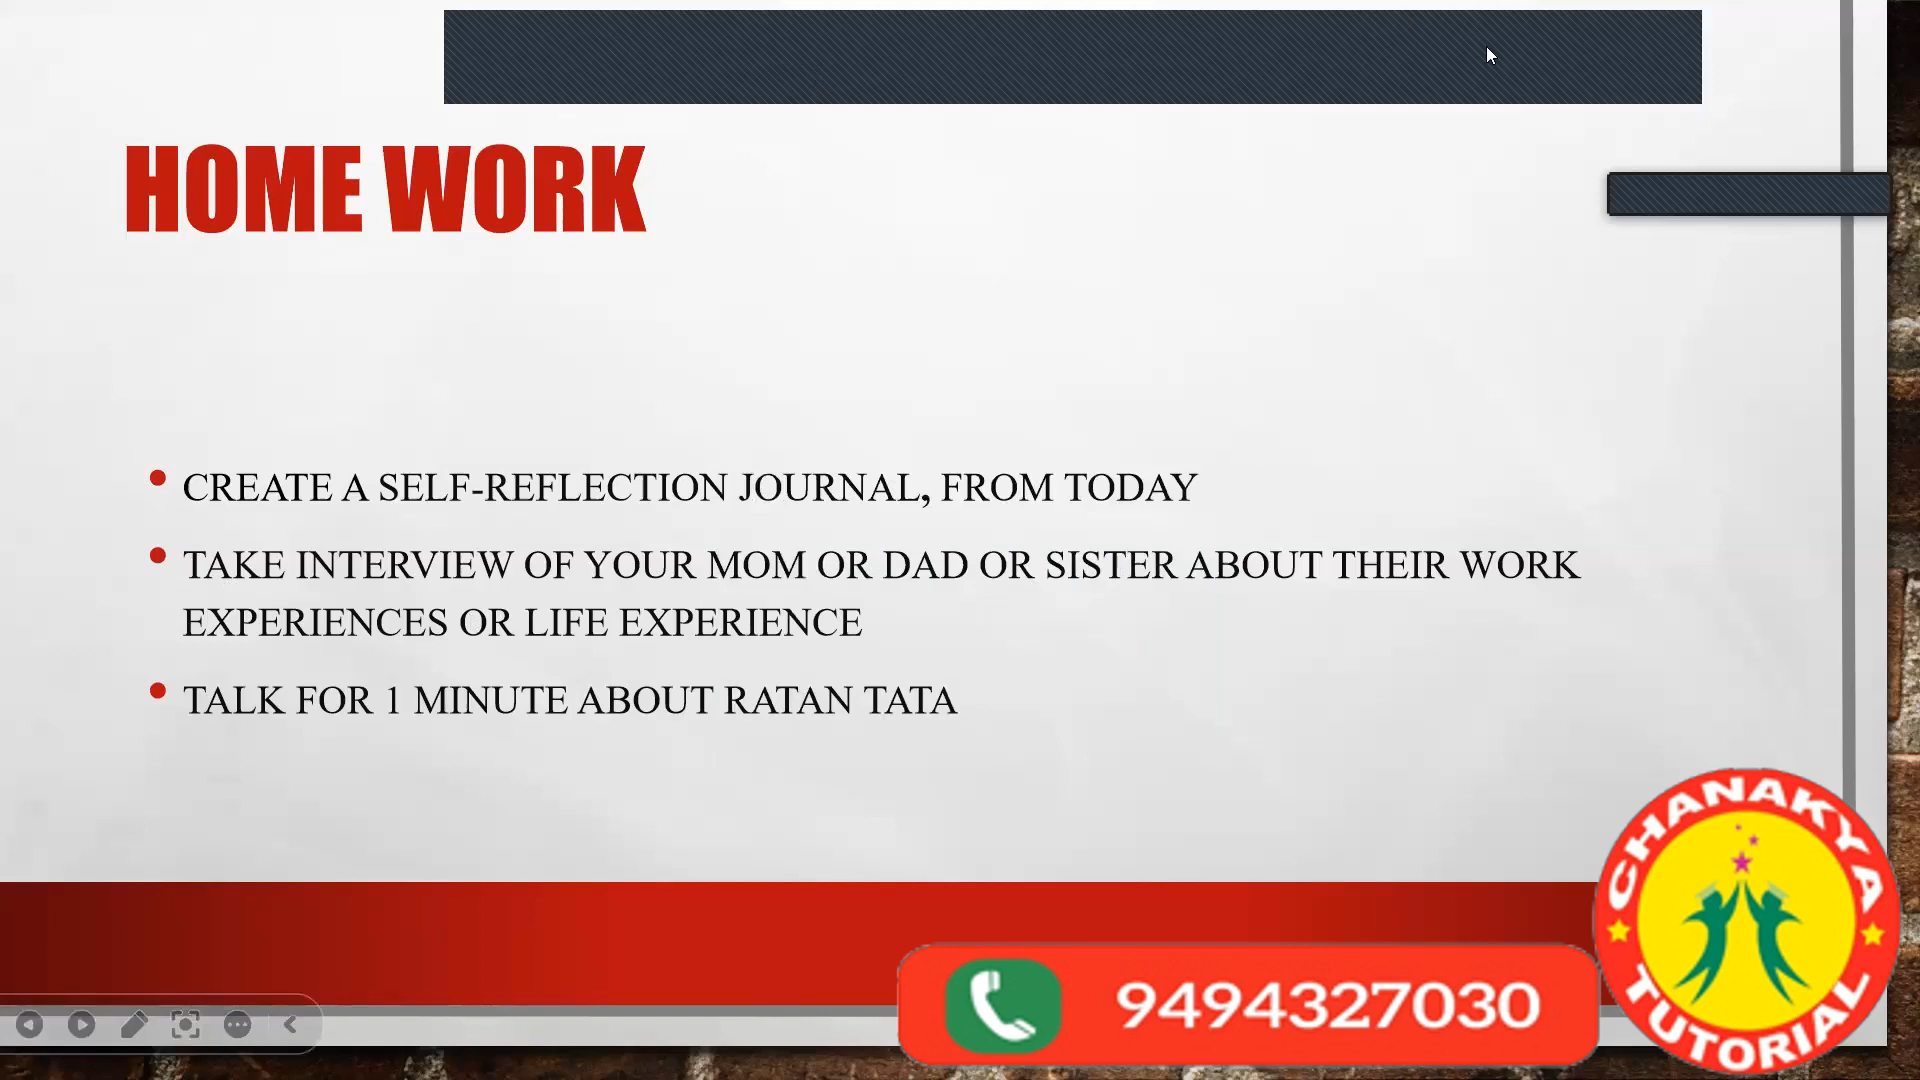 HOME WORK
• CREATE A SELF-REFLECTION JOURNAL, FROM TODAY
• TAKE INTERVIEW OF YOUR MOM OR DAD OR SISTER ABOUT THEIR WORK
EXPERIENCES OR LIFE EXPERIENCE
• TALK FOR 1 MINUTE ABOUT RATAN TATA
9494327030
CHANAKYA
TUTORIAL